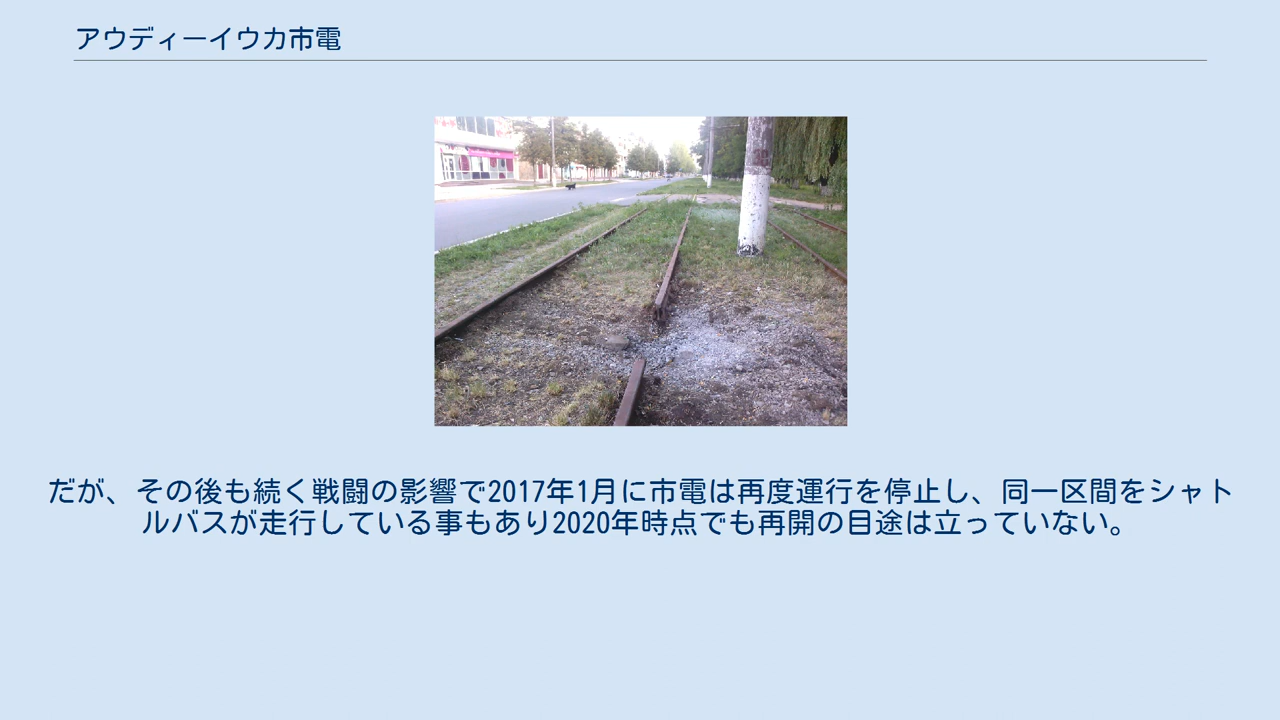 アウディーイウカ市電
だが、その後も続く戦闘の影響で2017年1月に市電は再度運行を停止し、同一区間をシャト
ルバスが走行している事もあり2020年時点でも再開の目途は立っていない。